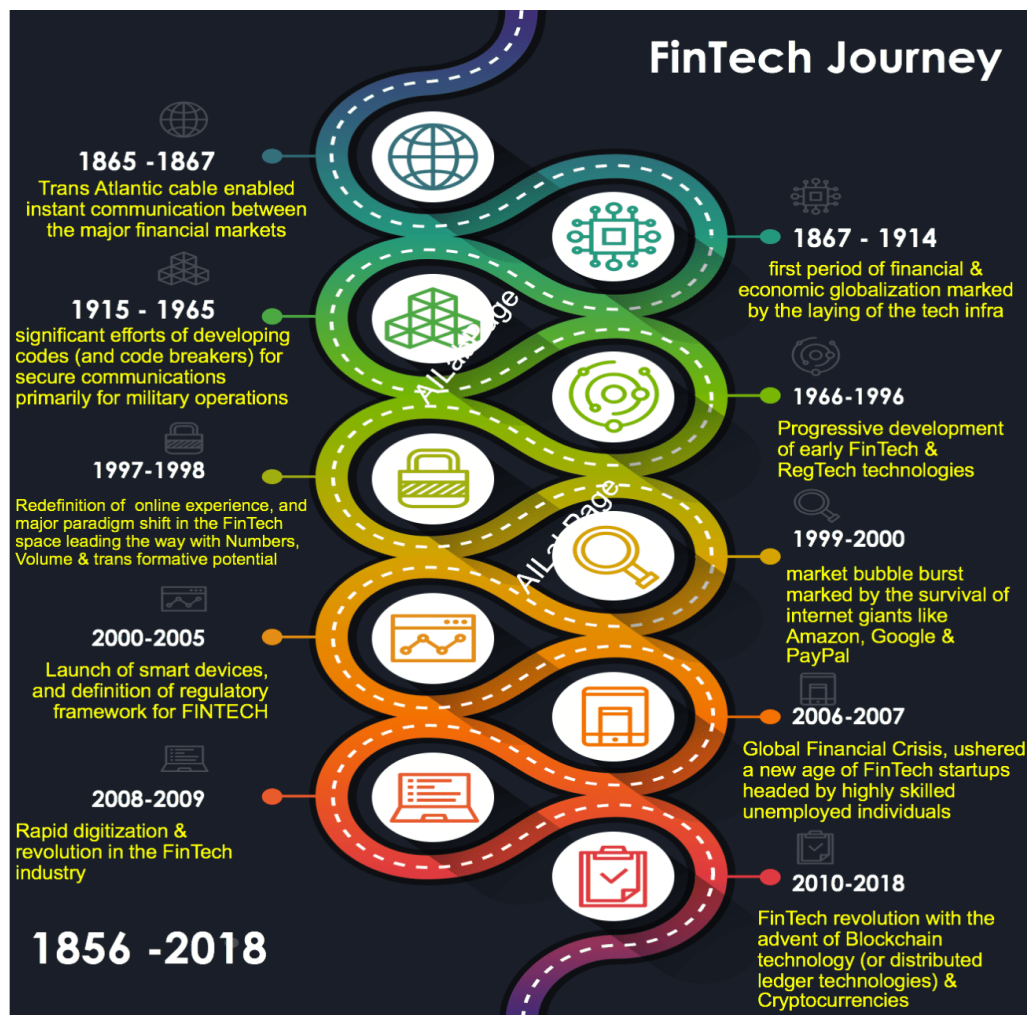 FinTech Journey
1865 -1867
Trans Atlantic cable enabled
instant communication between
the major financial markets
1867 - 1914
first period of financial &
economic globalization marked
by the laying of the tech infra
1915 - 1965
significant efforts of developing
codes (and code breakers) for
secure communications
primarily for military operations
AILabPage
1966-1996
Progressive development
of early FinTech &
RegTech technologies
1997-1998
Redefinition of online experience, and
major paradigm shift in the FinTech
space leading the way with Numbers,
Volume & trans formative potential
AILabPage
1999-2000
market bubble burst
marked by the survival of
internet giants like
Amazon, Google &
PayPal
2000-2005
Launch of smart devices,
and definition of regulatory
framework for FINTECH
2006-2007
Global Financial Crisis, ushered
a new age of FinTech startups
headed by highly skilled
unemployed individuals
2008-2009
Rapid digitization &
revolution in the FinTech
industry
2010-2018
FinTech revolution with the
advent of Blockchain
technology (or distributed
ledger technologies) &
Cryptocurrencies
1856 -2018